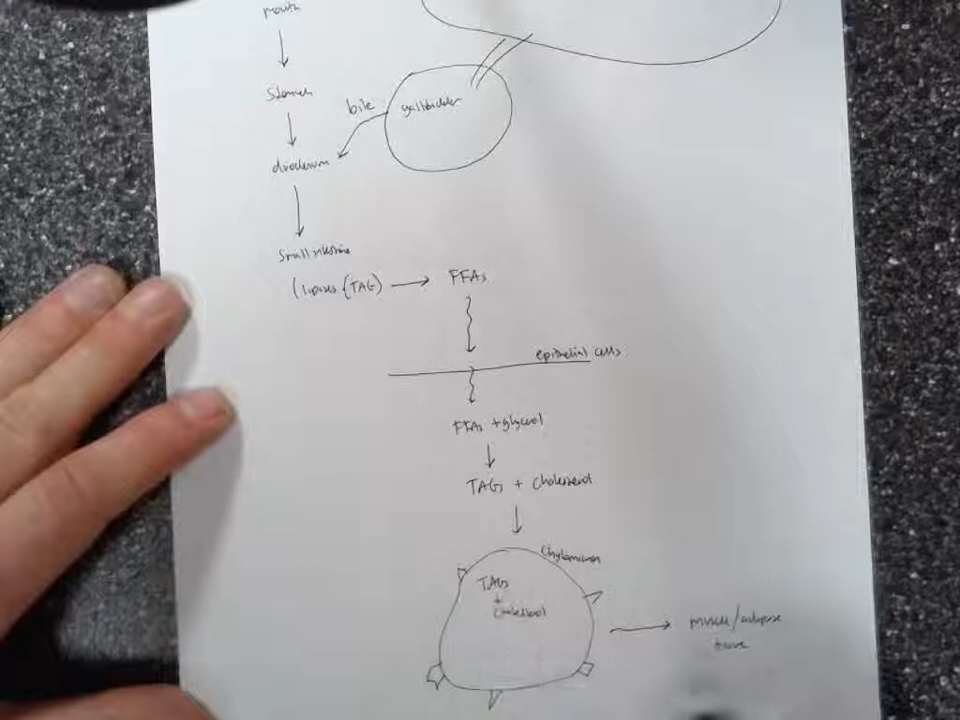 mouth
stomach
bile
gallbladder
duodenum
small intestine
(lipases (TAG)
FFAs
epithelial cells
FFAs + glycerol
TAGs + cholesterol
chylomicron
TAGs
+
cholesterol
muscle/adipose
tissue